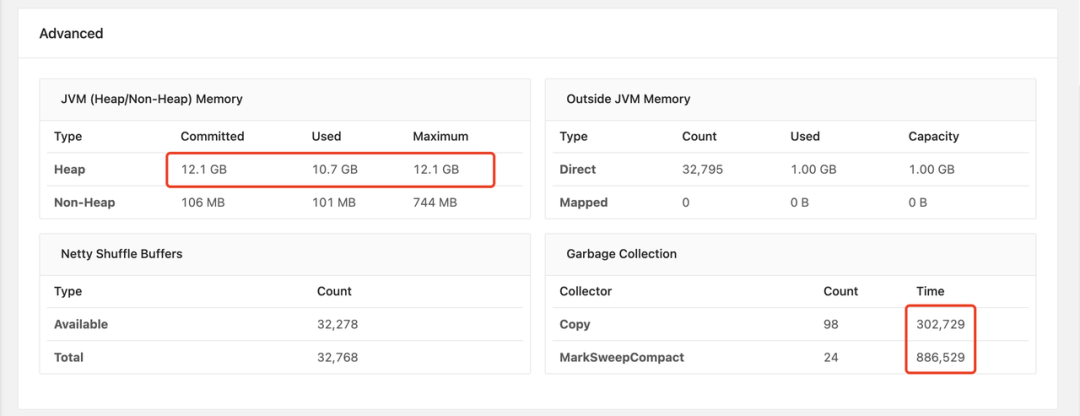 Advanced
JVM (Heap/Non-Heap) Memory
Type Committed Used Maximum
Heap 12.1 GB 10.7 GB 12.1 GB
Non-Heap 106 MB 101 MB 744 MB
Outside JVM Memory
Type Count Used Capacity
Direct 32,795 1.00 GB 1.00 GB
Mapped 0 0 B 0 B
Netty Shuffle Buffers
Type Count
Available 32,278
Total 32,768
Garbage Collection
Collector Count Time
Copy 98 302,729
MarkSweepCompact 24 886,529